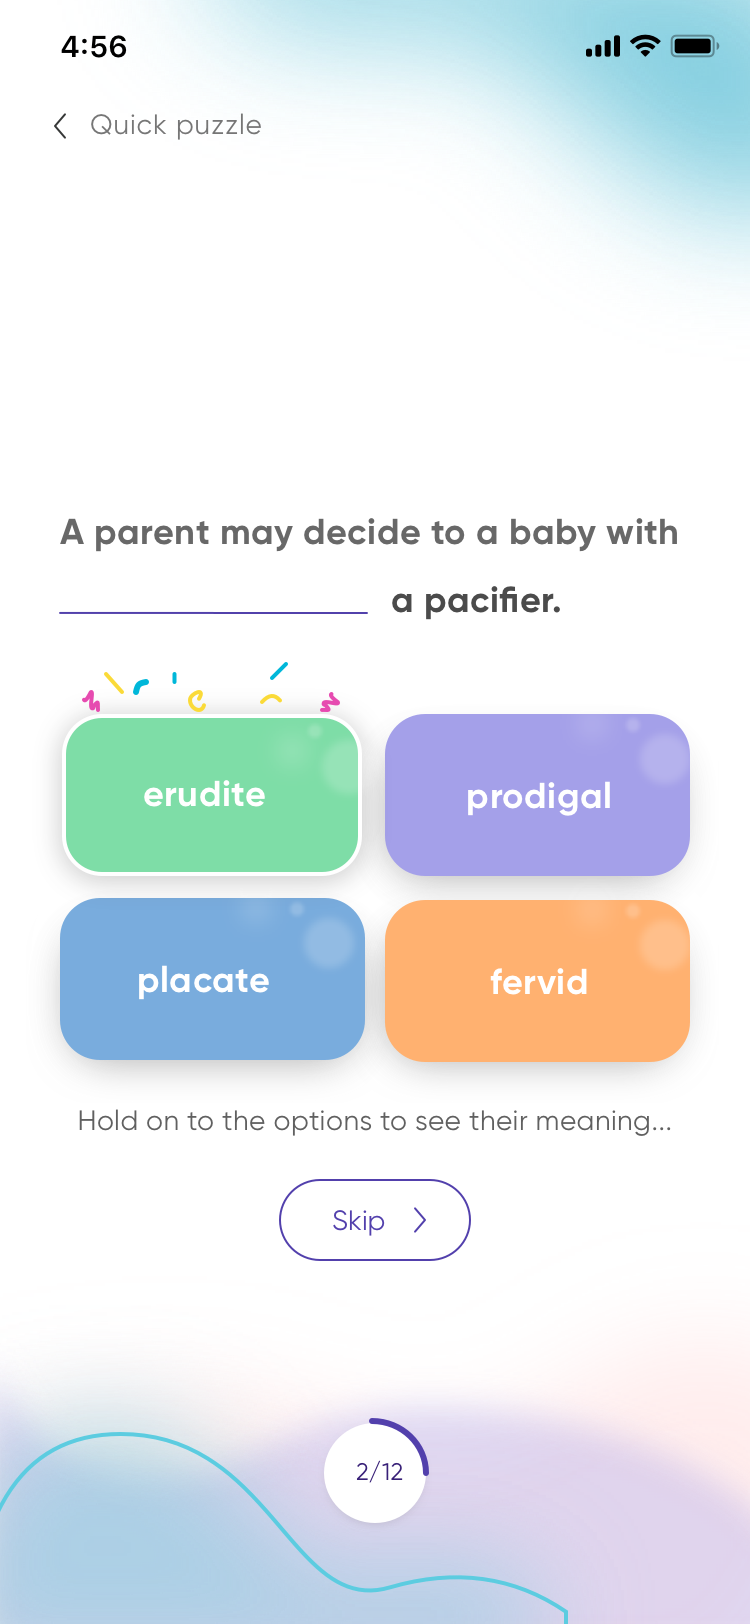 4:56
Quick puzzle
A parent may decide to a baby with
a pacifier.
erudite
prodigal
placate
fervid
Hold on to the options to see their meaning...
Skip
2/12